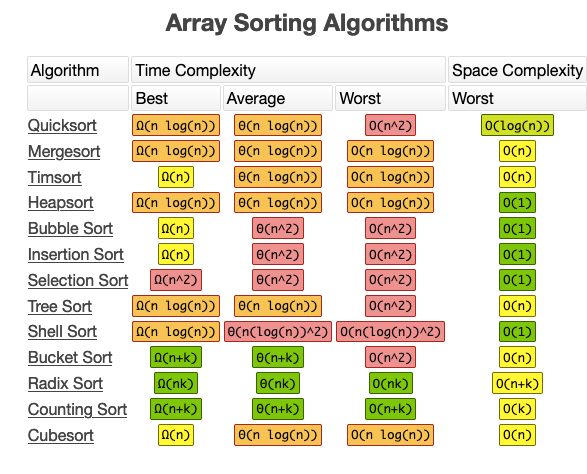 Array Sorting Algorithms
Algorithm Time Complexity Space Complexity
Best Average Worst Worst
Quicksort Ω(n log(n)) θ(n log(n)) O(n^2) O(log(n))
Mergesort Ω(n log(n)) θ(n log(n)) O(n log(n)) O(n)
Timsort Ω(n) θ(n log(n)) O(n log(n)) O(n)
Heapsort Ω(n log(n)) θ(n log(n)) O(n log(n)) O(1)
Bubble Sort Ω(n) θ(n^2) O(n^2) O(1)
Insertion Sort Ω(n) θ(n^2) O(n^2) O(1)
Selection Sort Ω(n^2) θ(n^2) O(n^2) O(1)
Tree Sort Ω(n log(n)) θ(n log(n)) O(n^2) O(n)
Shell Sort Ω(n log(n)) θ(n(log(n))^2) O(n(log(n))^2) O(1)
Bucket Sort Ω(n+k) θ(n+k) O(n^2) O(n)
Radix Sort Ω(nk) θ(nk) O(nk) O(n+k)
Counting Sort Ω(n+k) θ(n+k) O(n+k) O(k)
Cubesort Ω(n) θ(n log(n)) O(n log(n)) O(n)